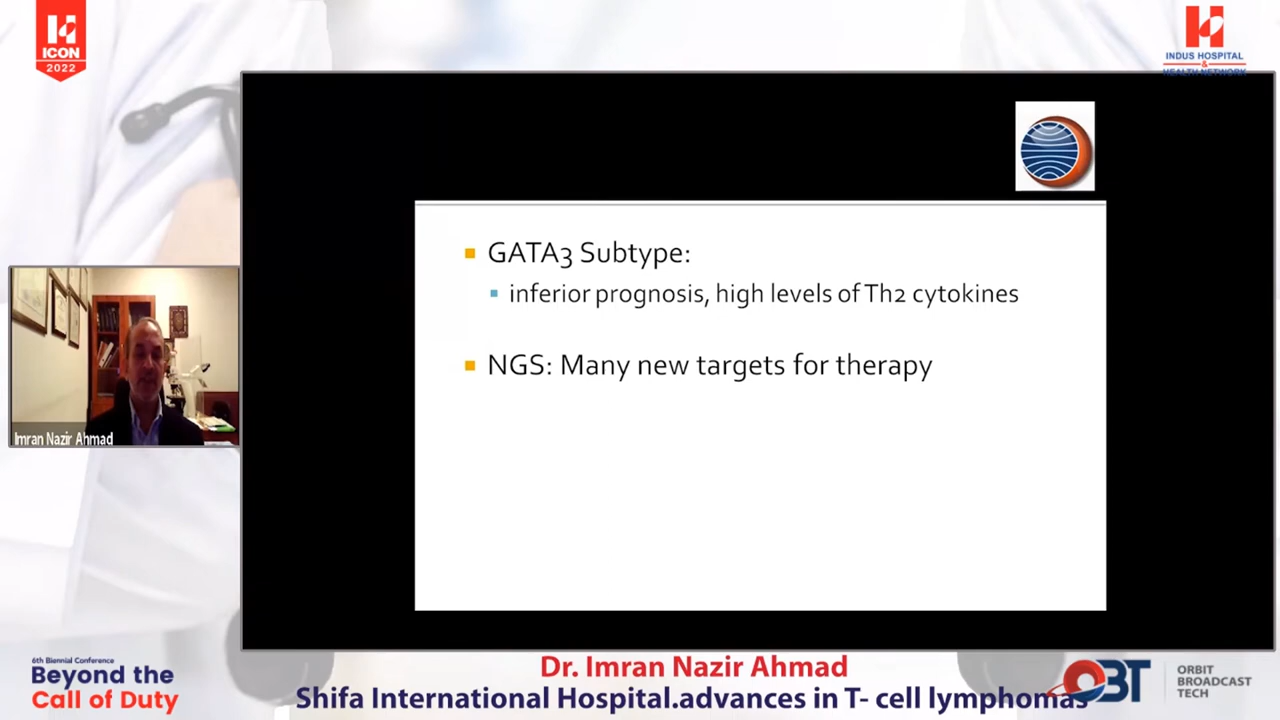 ICON
2022
INDUS HOSPITAL
&
HEALTH NETWORK
GATA3 Subtype:
inferior prognosis, high levels of Th2 cytokines
NGS: Many new targets for therapy
Imran Nazir Ahmad
6th Biennial Conference
Beyond the
Call of Duty
Dr. Imran Nazir Ahmad
Shifa International Hospital.advances in T- cell lymphomas
OBT
ORBIT
BROADCAST
TECH